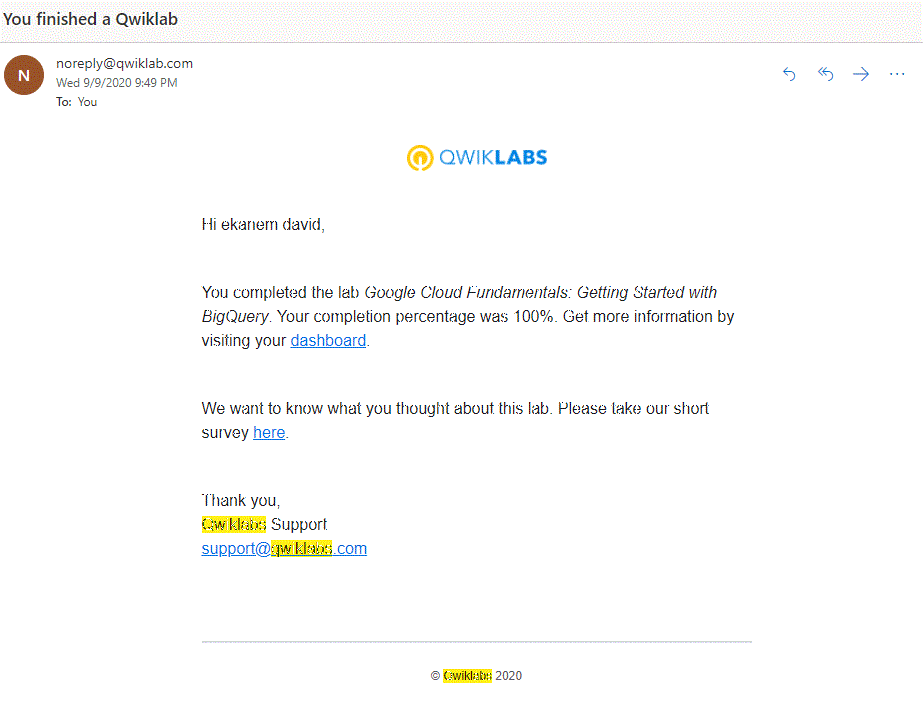 You finished a Qwiklab
N
noreply@qwiklab.com
Wed 9/9/2020 9:49 PM
To: You
QWIKLABS
Hi ekanem david,
You completed the lab Google Cloud Fundamentals: Getting Started with
BigQuery. Your completion percentage was 100%. Get more information by
visiting your dashboard.
We want to know what you thought about this lab. Please take our short
survey here.
Thank you,
Qwiklabs Support
support@qwiklabs.com
© Qwiklabs 2020